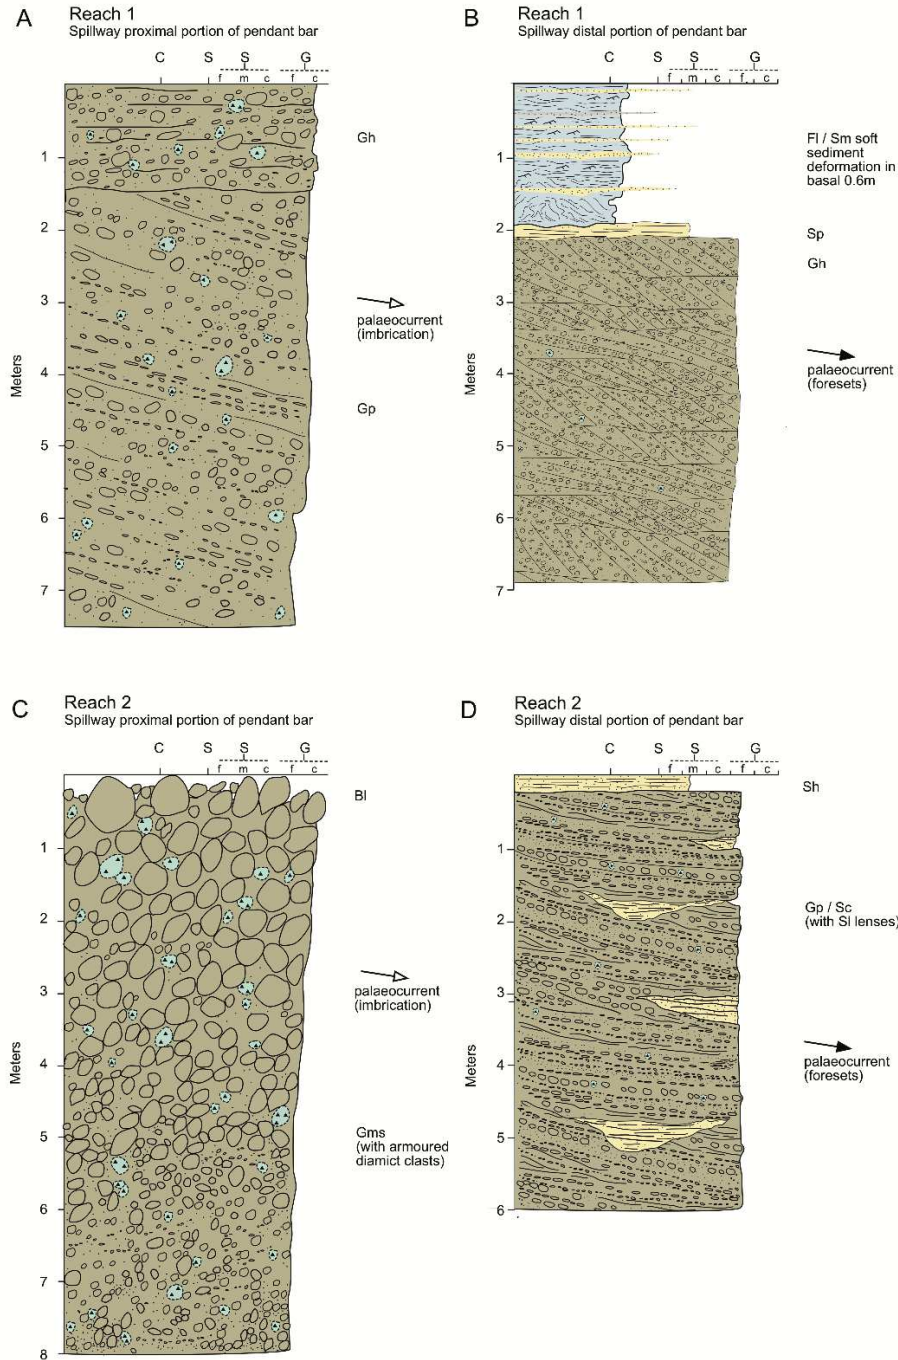 A
Reach 1
Spillway proximal portion of pendant bar
C S S G
f m c f c
1
2
3
4
5
6
7
Meters
Gh
palaeocurrent
(imbrication)
Gp
B
Reach 1
Spillway distal portion of pendant bar
C S S G
f m c f c
1
2
3
4
5
6
7
Meters
Fl / Sm soft
sediment
deformation in
basal 0.6m
Sp
Gh
palaeocurrent
(foresets)
C
Reach 2
Spillway proximal portion of pendant bar
C S S G
f m c f c
1
2
3
4
5
6
7
8
Meters
Bl
palaeocurrent
(imbrication)
Gms
(with armoured
diamict clasts)
D
Reach 2
Spillway distal portion of pendant bar
C S S G
f m c f c
1
2
3
4
5
6
Meters
Sh
Gp / Sc
(with Sl lenses)
palaeocurrent
(foresets)